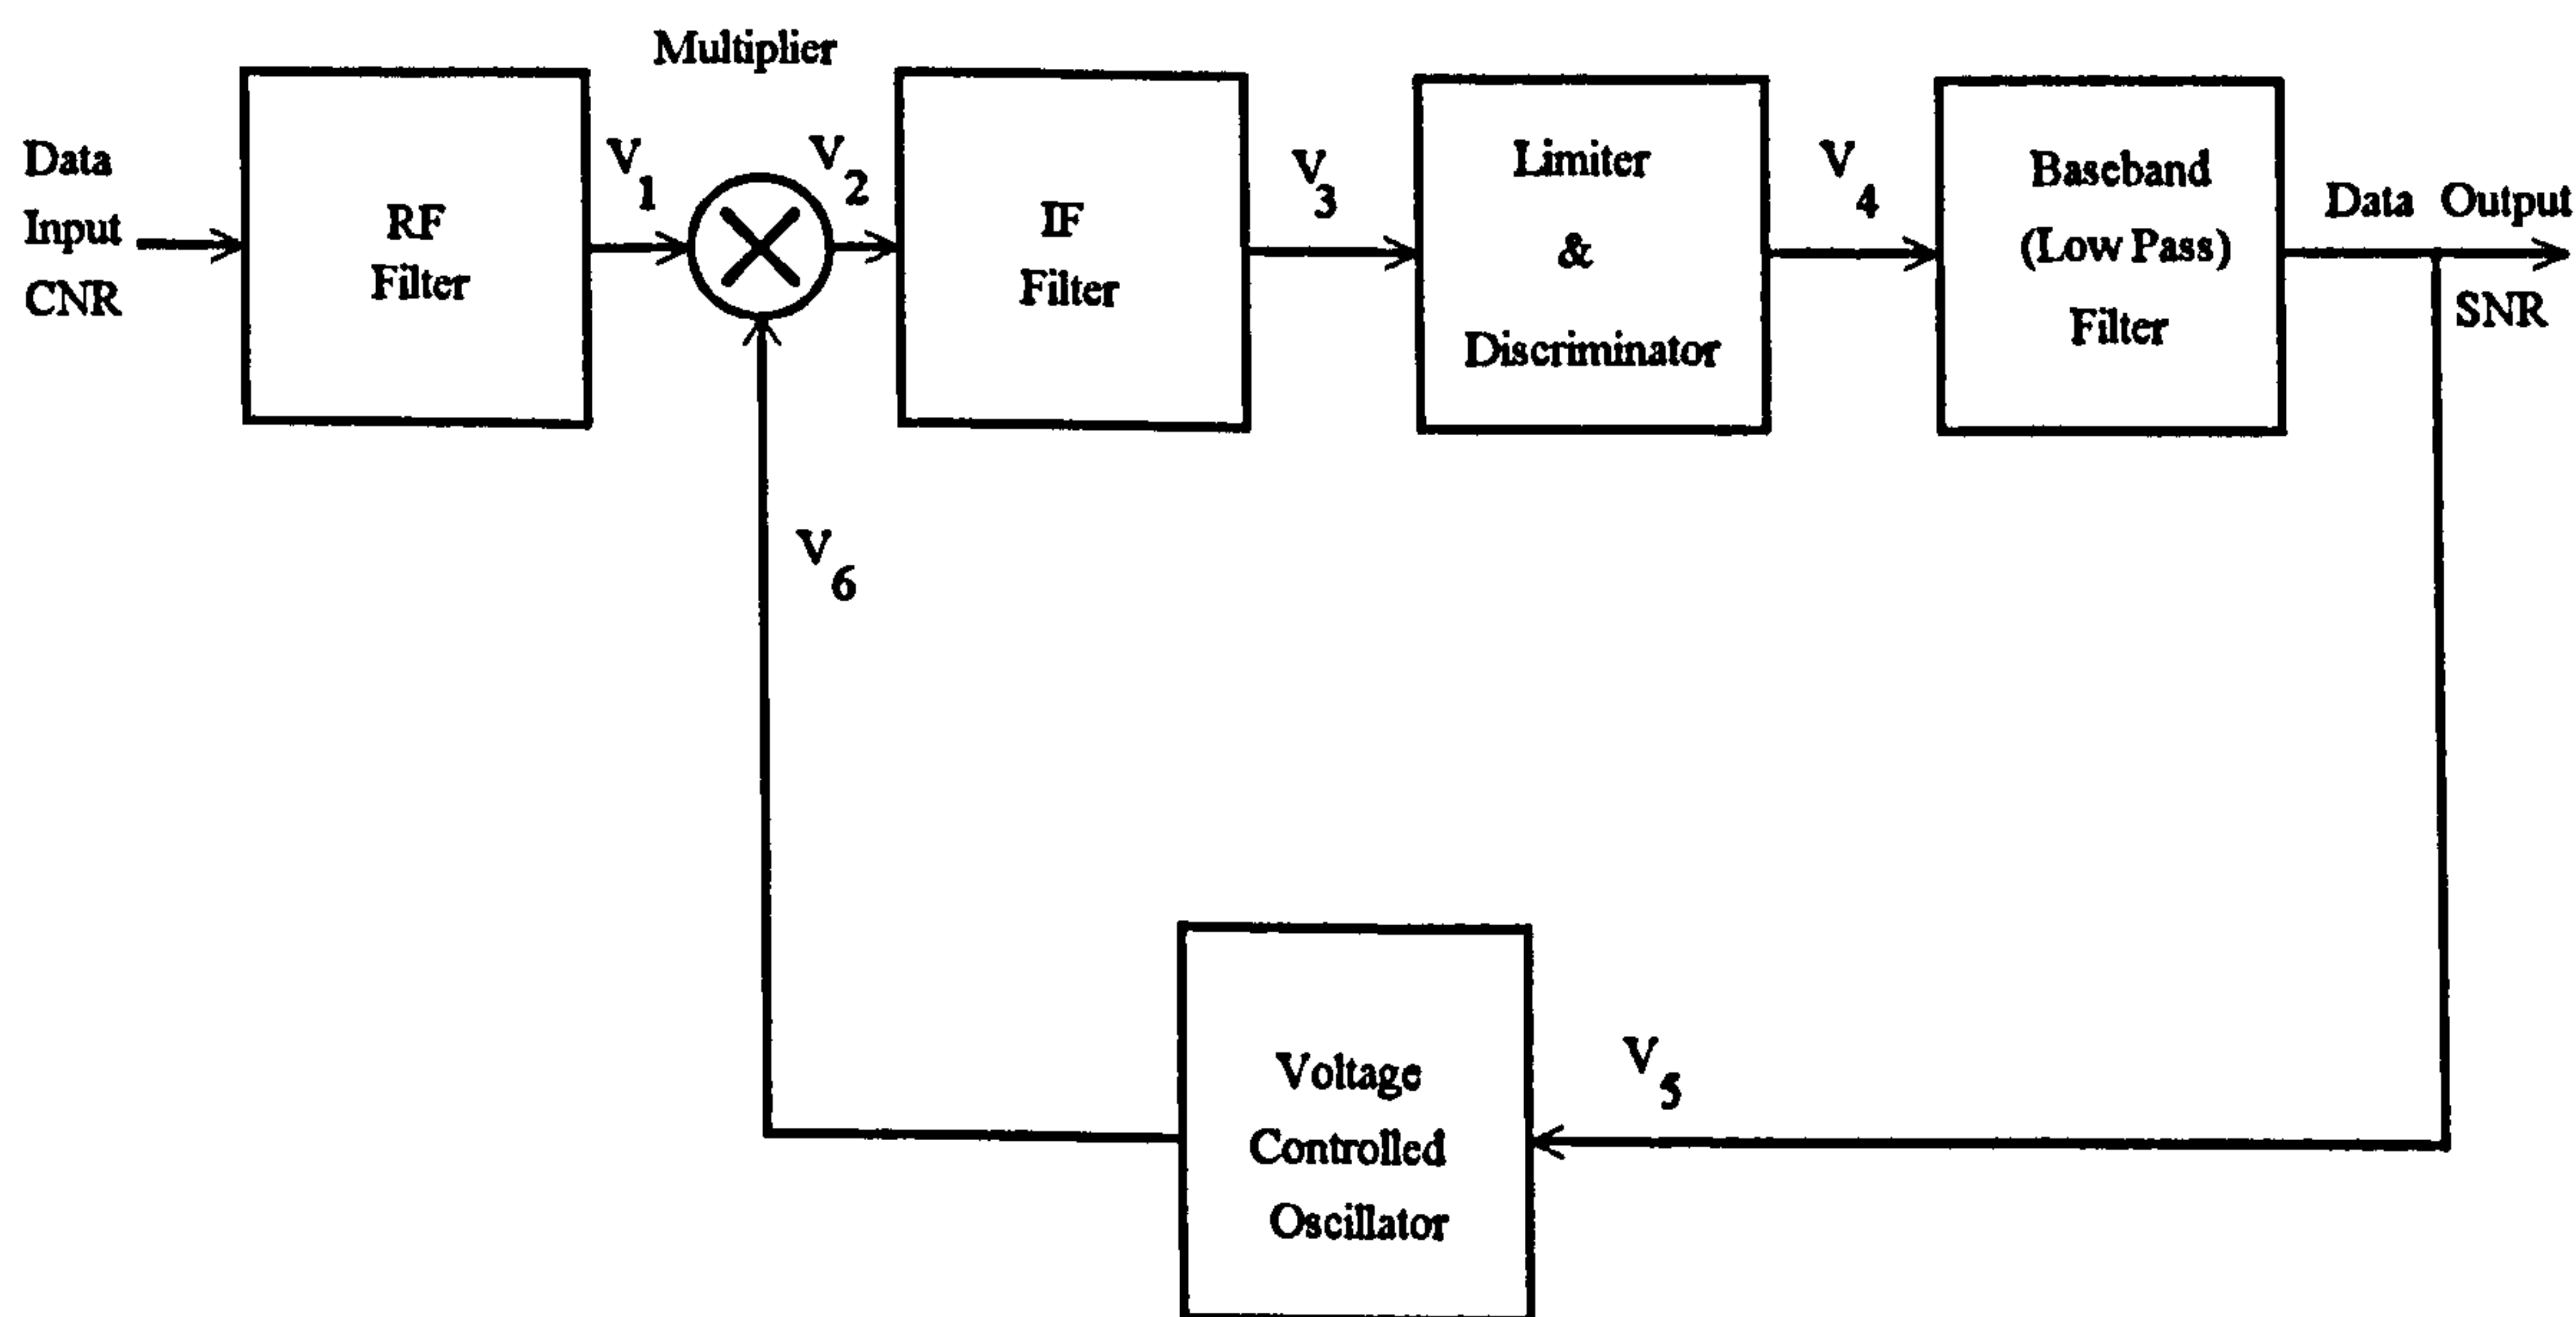 Multiplier
Data
Input
CNR
RF
Filter
V1
V2
IF
Filter
V3
Limiter
&
Discriminator
V4
Baseband
(Low Pass)
Filter
Data Output
SNR
V6
Voltage
Controlled
Oscillator
V5